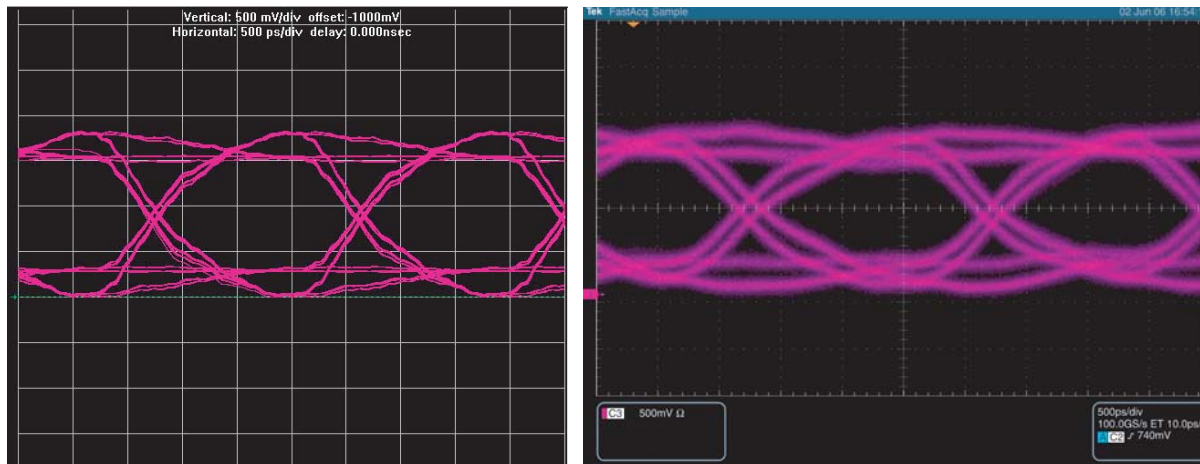 Vertical: 500 mV/div offset: -1000mV
Horizontal: 500 ps/div delay: 0.000nsec
Tek FastAcq Sample
02 Jun 06 16:54
C3 500mV Ω
500ps/div
100.0GS/s ET 10.0ps/
A C2 740mV